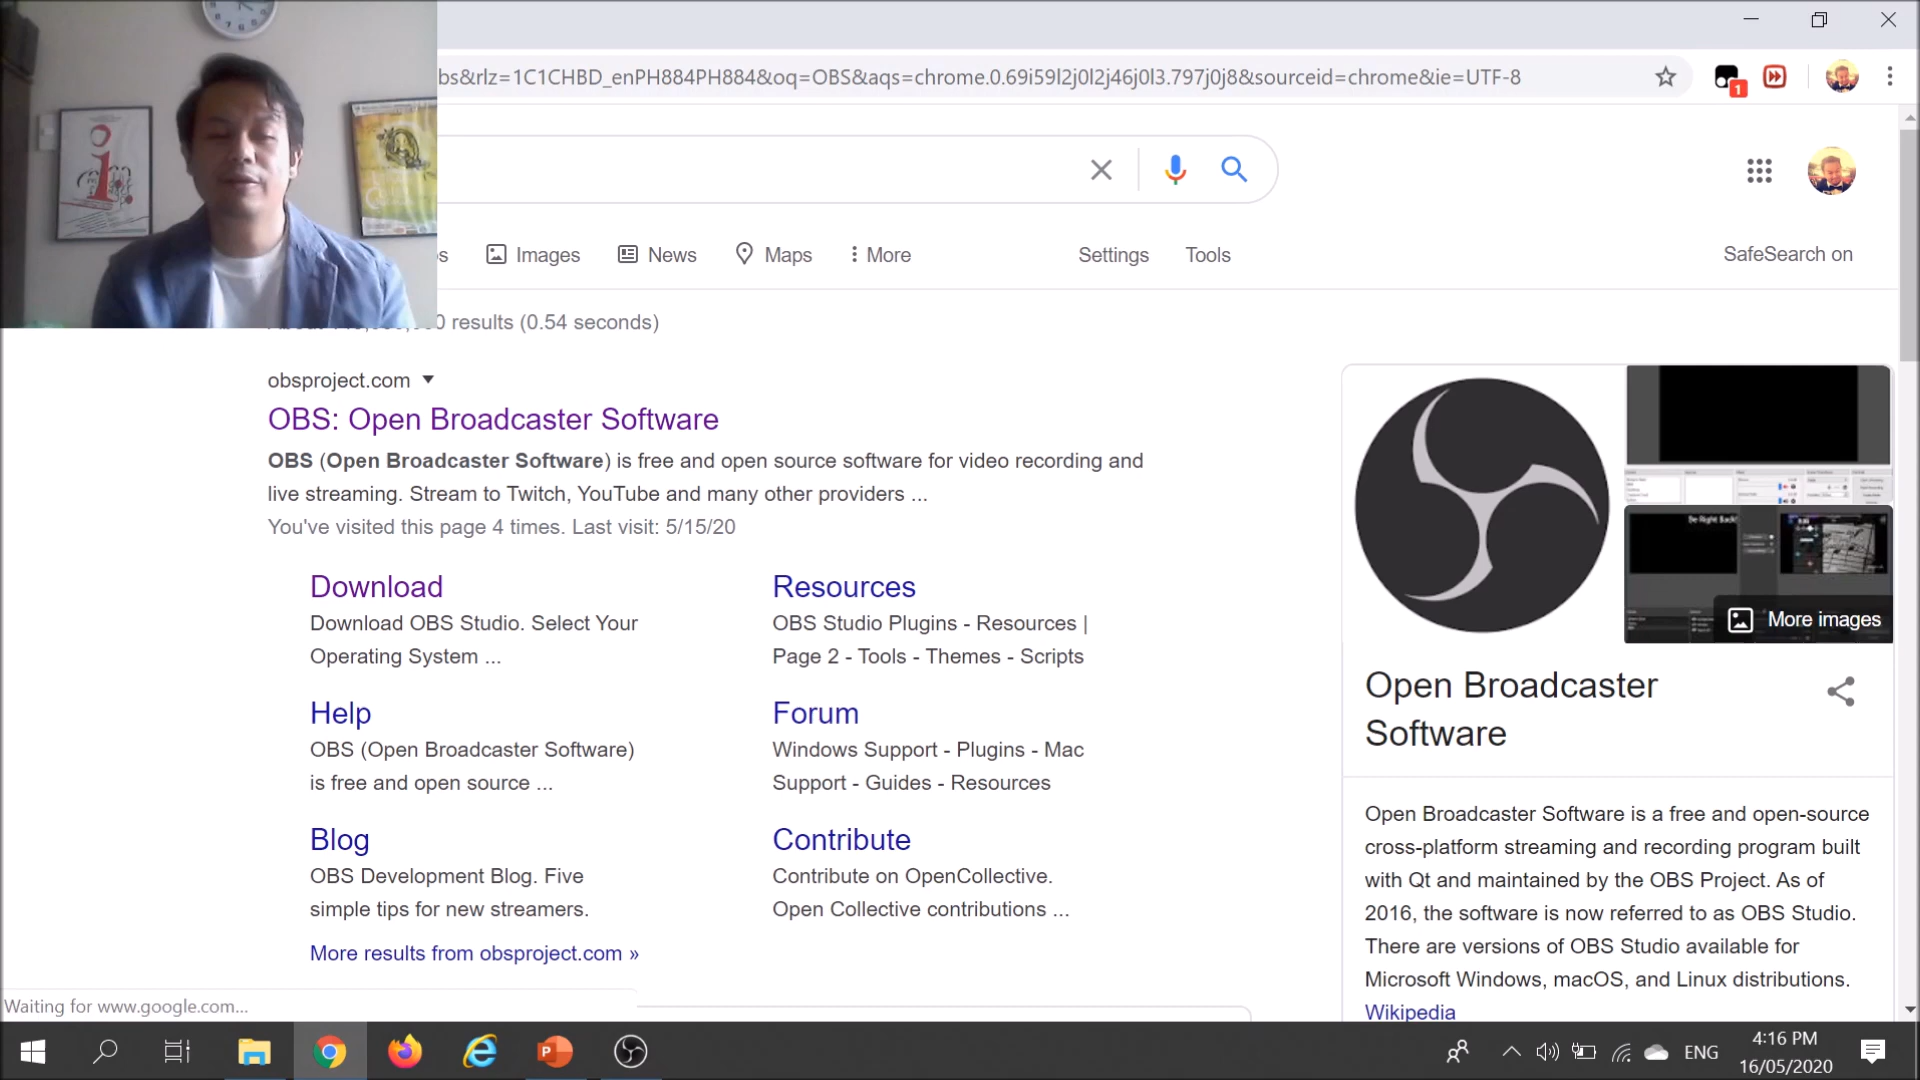 bs&rlz=1C1CHBD_enPH884PH884&oq=OBS&aqs=chrome.0.69i59l2j0l2j46j0l3.797j0j8&sourceid=chrome&ie=UTF-8
1
Images
News
Maps
More
Settings
Tools
SafeSearch on
results (0.54 seconds)
obsproject.com
OBS: Open Broadcaster Software
OBS (Open Broadcaster Software) is free and open source software for video recording and
live streaming. Stream to Twitch, YouTube and many other providers ...
You've visited this page 4 times. Last visit: 5/15/20
Download
Download OBS Studio. Select Your
Operating System ...
Resources
OBS Studio Plugins - Resources |
Page 2 - Tools - Themes - Scripts
Help
OBS (Open Broadcaster Software)
is free and open source ...
Forum
Windows Support - Plugins - Mac
Support - Guides - Resources
Blog
OBS Development Blog. Five
simple tips for new streamers.
Contribute
Contribute on OpenCollective.
Open Collective contributions ...
More results from obsproject.com »
Be Right Back!
More images
Open Broadcaster
Software
Open Broadcaster Software is a free and open-source
cross-platform streaming and recording program built
with Qt and maintained by the OBS Project. As of
2016, the software is now referred to as OBS Studio.
There are versions of OBS Studio available for
Microsoft Windows, macOS, and Linux distributions.
Wikipedia
Waiting for www.google.com...
ENG
4:16 PM
16/05/2020